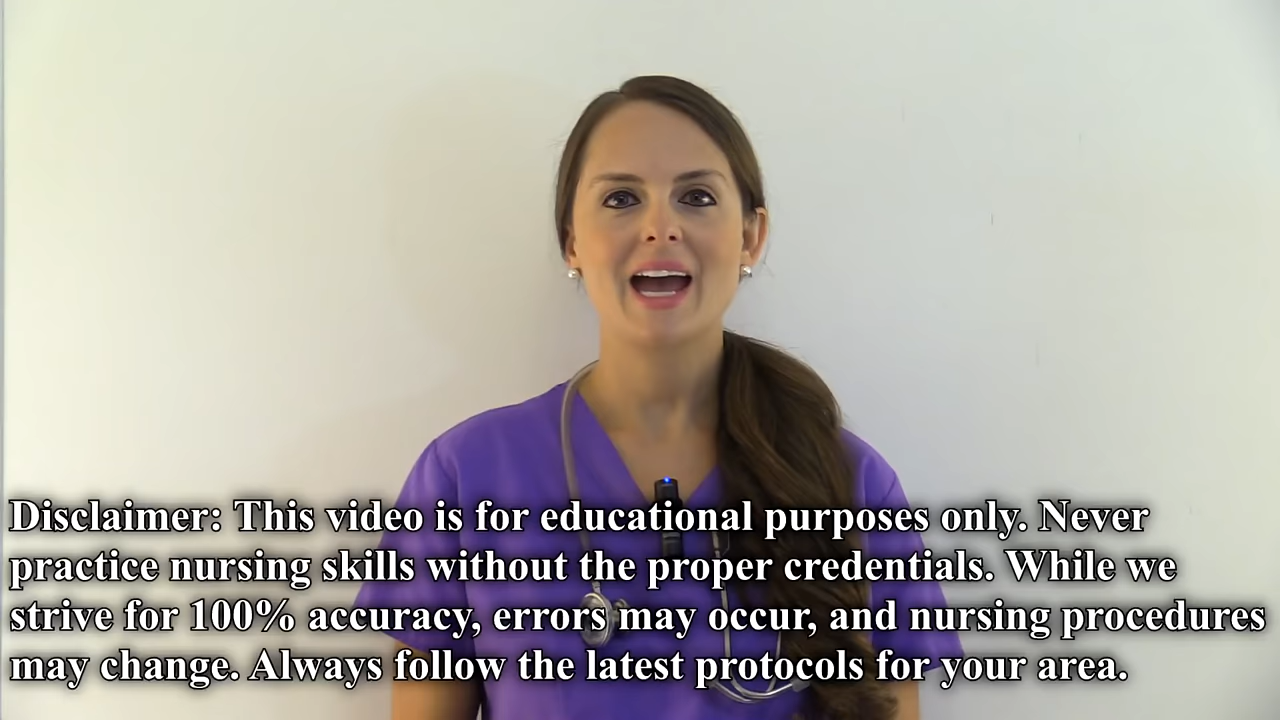 Disclaimer: This video is for educational purposes only. Never
practice nursing skills without the proper credentials. While we
strive for 100% accuracy, errors may occur, and nursing procedures
may change. Always follow the latest protocols for your area.